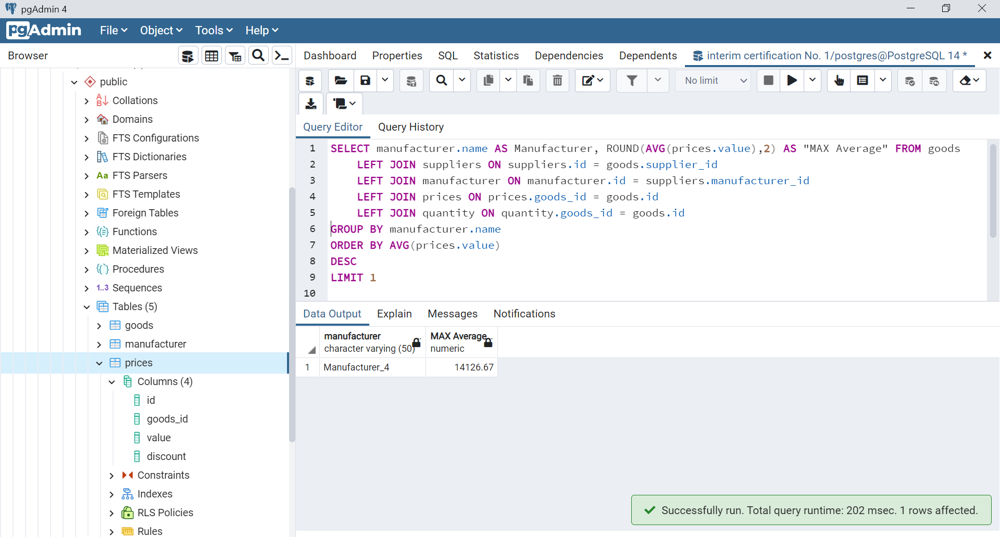 pgAdmin 4
pgAdmin File Object Tools Help
Browser
Dashboard Properties SQL Statistics Dependencies Dependents interim certification No. 1/postgres@PostgreSQL 14 *
No limit
public
Collations
Domains
FTS Configurations
FTS Dictionaries
Aa FTS Parsers
FTS Templates
Foreign Tables
Functions
Materialized Views
Procedures
1..3 Sequences
Tables (5)
goods
manufacturer
prices
Columns (4)
id
goods_id
value
discount
Constraints
Indexes
RLS Policies
Rules
Query Editor Query History
1 SELECT manufacturer.name AS Manufacturer, ROUND(AVG(prices.value),2) AS "MAX Average" FROM goods
2 LEFT JOIN suppliers ON suppliers.id = goods.supplier_id
3 LEFT JOIN manufacturer ON manufacturer.id = suppliers.manufacturer_id
4 LEFT JOIN prices ON prices.goods_id = goods.id
5 LEFT JOIN quantity ON quantity.goods_id = goods.id
6 GROUP BY manufacturer.name
7 ORDER BY AVG(prices.value)
8 DESC
9 LIMIT 1
10
Data Output Explain Messages Notifications
manufacturer MAX Average
character varying (50) numeric
1 Manufacturer_4 14126.67
Successfully run. Total query runtime: 202 msec. 1 rows affected.